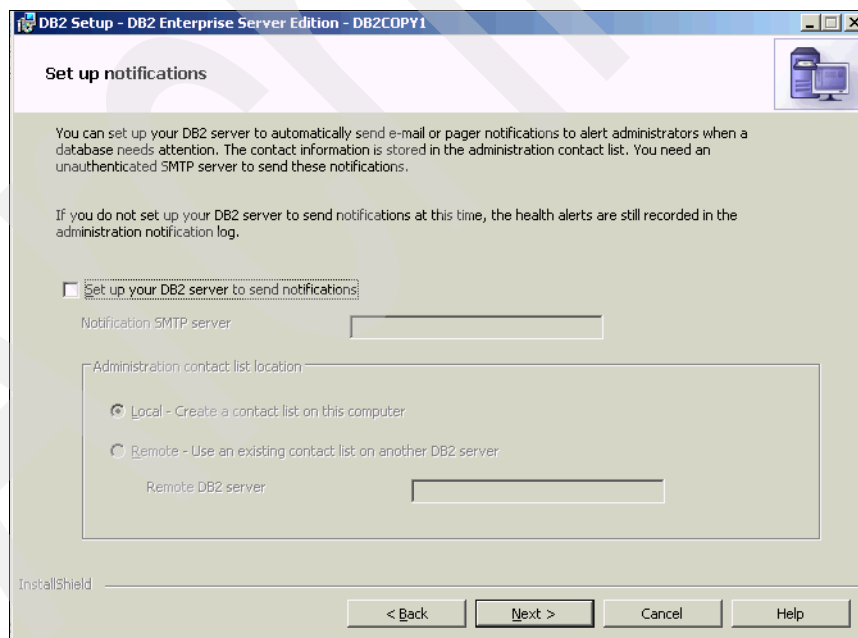 DB2 Setup - DB2 Enterprise Server Edition - DB2COPY1
Set up notifications
You can set up your DB2 server to automatically send e-mail or pager notifications to alert administrators when a
database needs attention. The contact information is stored in the administration contact list. You need an
unauthenticated SMTP server to send these notifications.
If you do not set up your DB2 server to send notifications at this time, the health alerts are still recorded in the
administration notification log.
Set up your DB2 server to send notifications
Notification SMTP server
Administration contact list location
Local - Create a contact list on this computer
Remote - Use an existing contact list on another DB2 server
Remote DB2 server
InstallShield
< Back
Next >
Cancel
Help